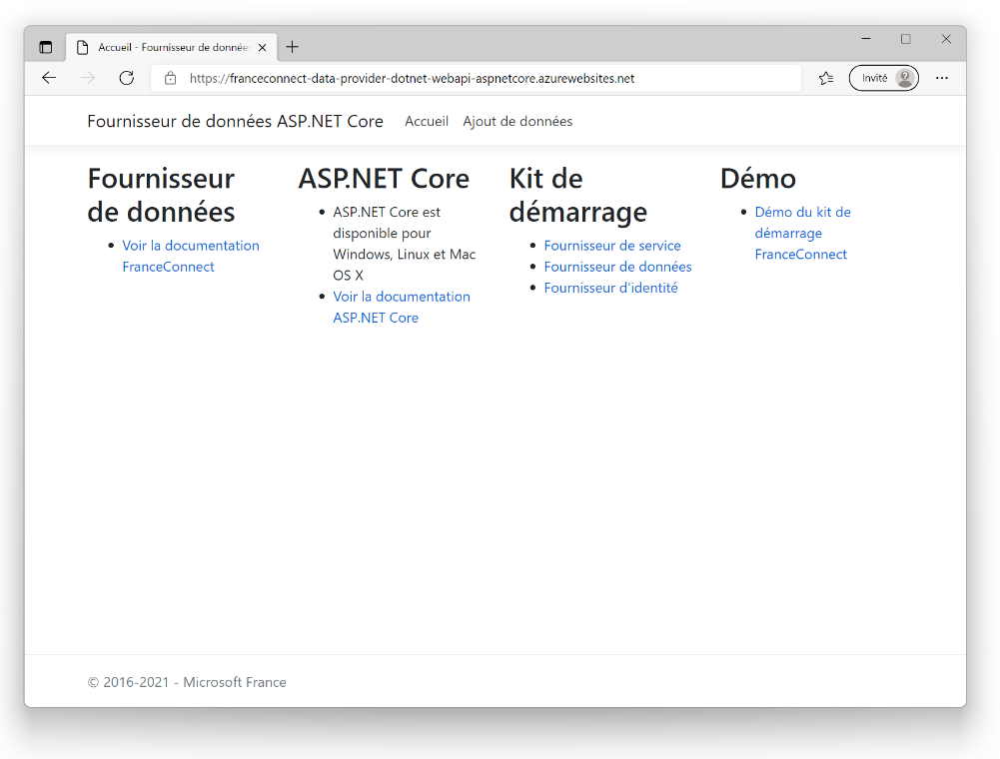 Accueil - Fournisseur de donnée
https://franceconnect-data-provider-dotnet-webapi-aspnetcore.azurewebsites.net
Invité
Fournisseur de données ASP.NET Core
Accueil
Ajout de données
Fournisseur
de données
Voir la documentation
FranceConnect
ASP.NET Core
ASP.NET Core est
disponible pour
Windows, Linux et Mac
OS X
Voir la documentation
ASP.NET Core
Kit de
démarrage
Fournisseur de service
Fournisseur de données
Fournisseur d'identité
Démo
Démo du kit de
démarrage
FranceConnect
© 2016-2021 - Microsoft France